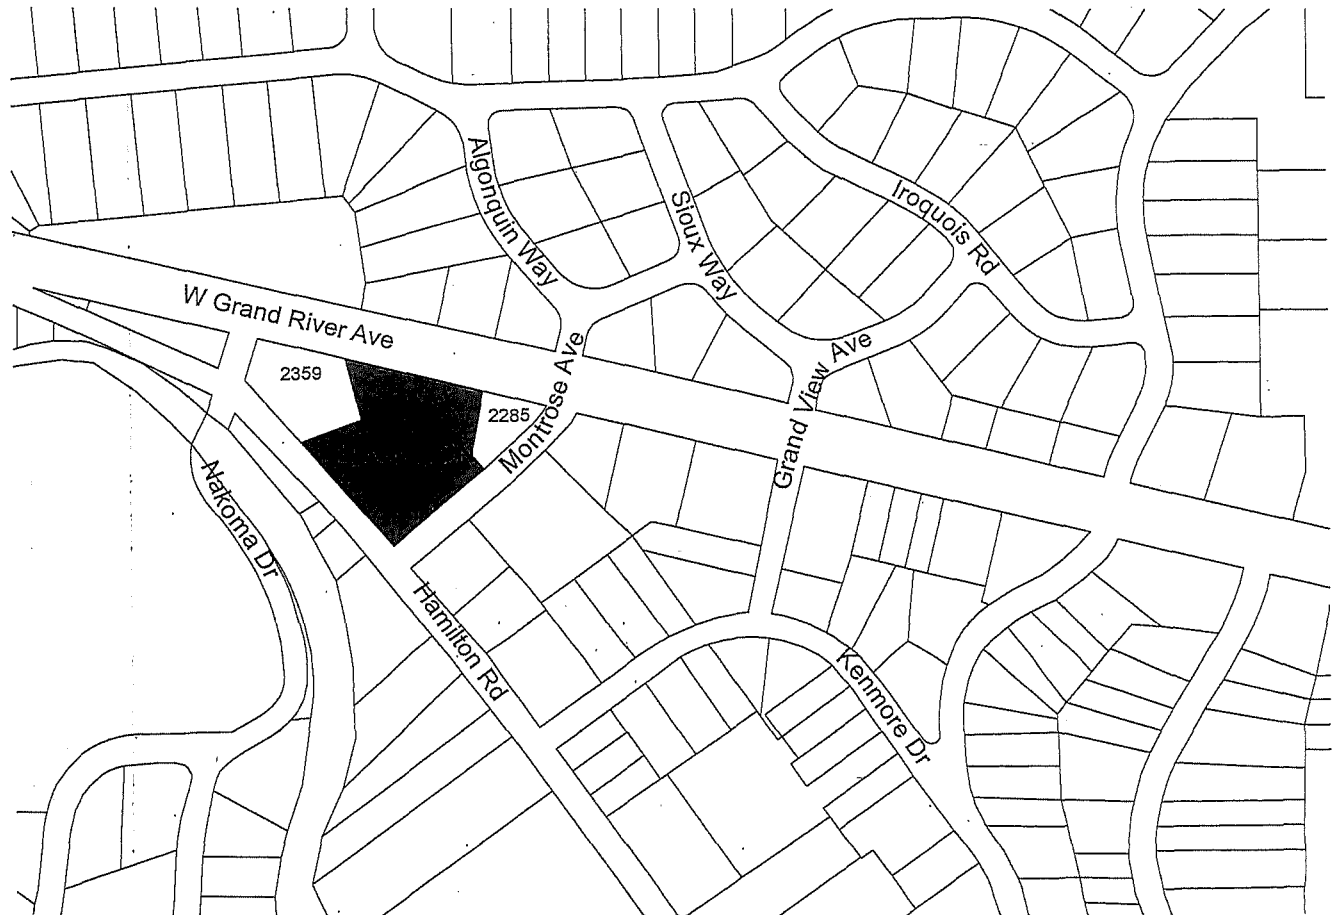 Algonquin Way
Sioux Way
Iroquois Rd
W Grand River Ave
2359
2285
Montrose Ave
Grand View Ave
Nakoma Dr
Hamilton Rd
Kenmore Dr